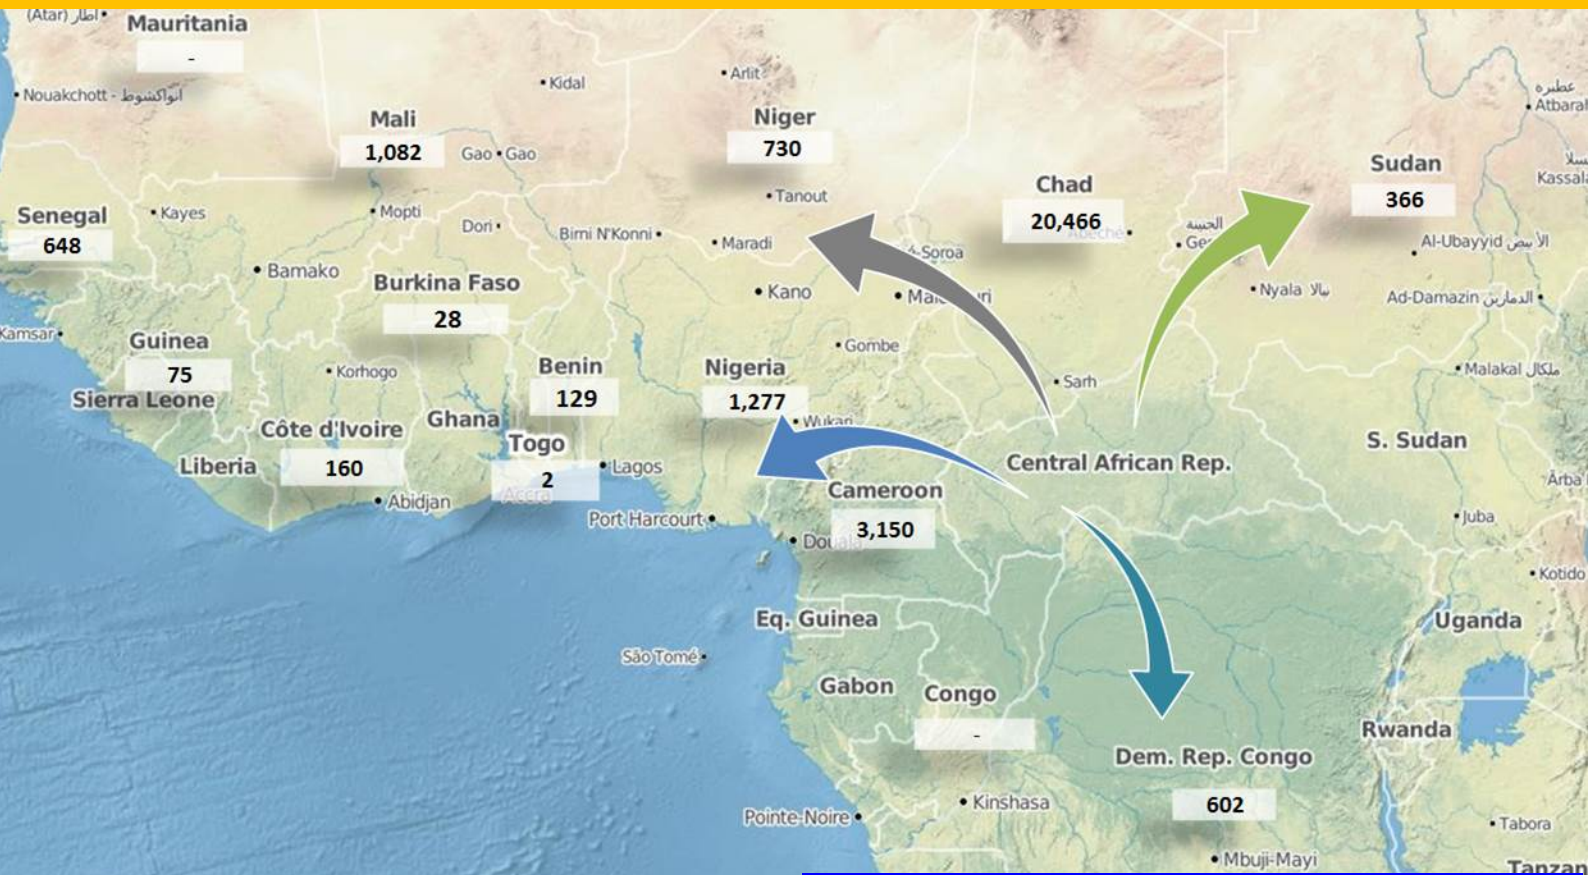 (Atar) اطار
Mauritania
-
Nouakchott - انواكشوط
Kidal
Arlit
عطبرة
Atbara
Mali
1,082
Gao
Gao
Niger
730
Tanout
Chad
20,466
Abéché
الجنينة
Sudan
366
Kassala
Senegal
648
Kayes
Mopti
Dori
Birni N'Konni
Maradi
-Soroa
Al-Ubayyid الأبيض
Bamako
Burkina Faso
28
Kano
Nyala نيالا
Ad-Damazin الدمازين
Kamsar
Guinea
75
Sierra Leone
Korhogo
Benin
129
Nigeria
1,277
Gombe
Wukari
Sarh
Malakal ملكال
Côte d'Ivoire
160
Ghana
Togo
2
Accra
Lagos
Liberia
Abidjan
Port Harcourt
Central African Rep.
S. Sudan
Cameroon
3,150
Douala
Juba
Kotido
Eq. Guinea
São Tomé
Gabon
Congo
-
Uganda
Rwanda
Dem. Rep. Congo
602
Pointe-Noire
Kinshasa
Tabora
Mbuji-Mayi
Tanzan